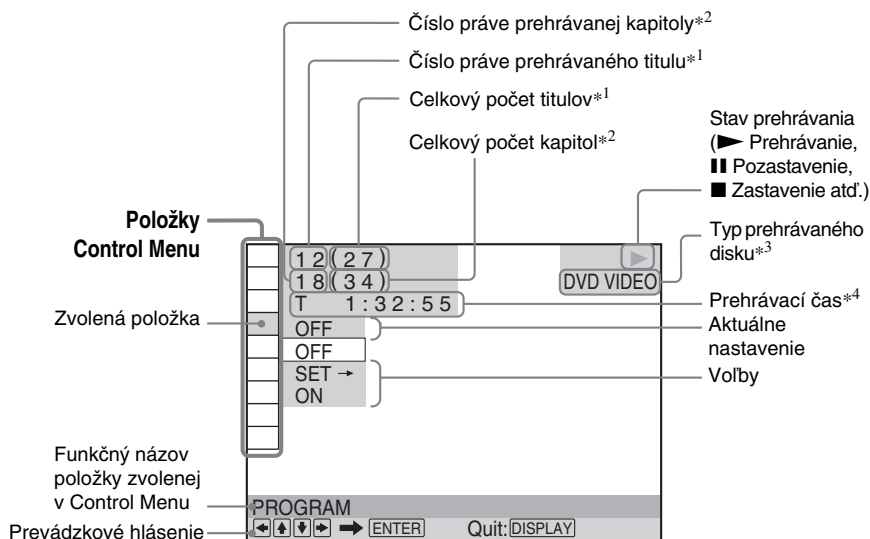 Číslo práve prehrávanej kapitoly*2
Číslo práve prehrávaného titulu*1
Celkový počet titulov*1
Celkový počet kapitol*2
Stav prehrávania
(► Prehrávanie,
❚❚ Pozastavenie,
■ Zastavenie atď.)
Položky
Control Menu
Typ prehrávaného
disku*3
12(27)
18(34)
DVD VIDEO
T 1:32:55
Prehrávací čas*4
Zvolená položka
OFF
Aktuálne
nastavenie
OFF
SET →
ON
Voľby
Funkčný názov
položky zvolenej
v Control Menu
PROGRAM
Prevádzkové hlásenie
←↑↓→ ➡ ENTER Quit: DISPLAY